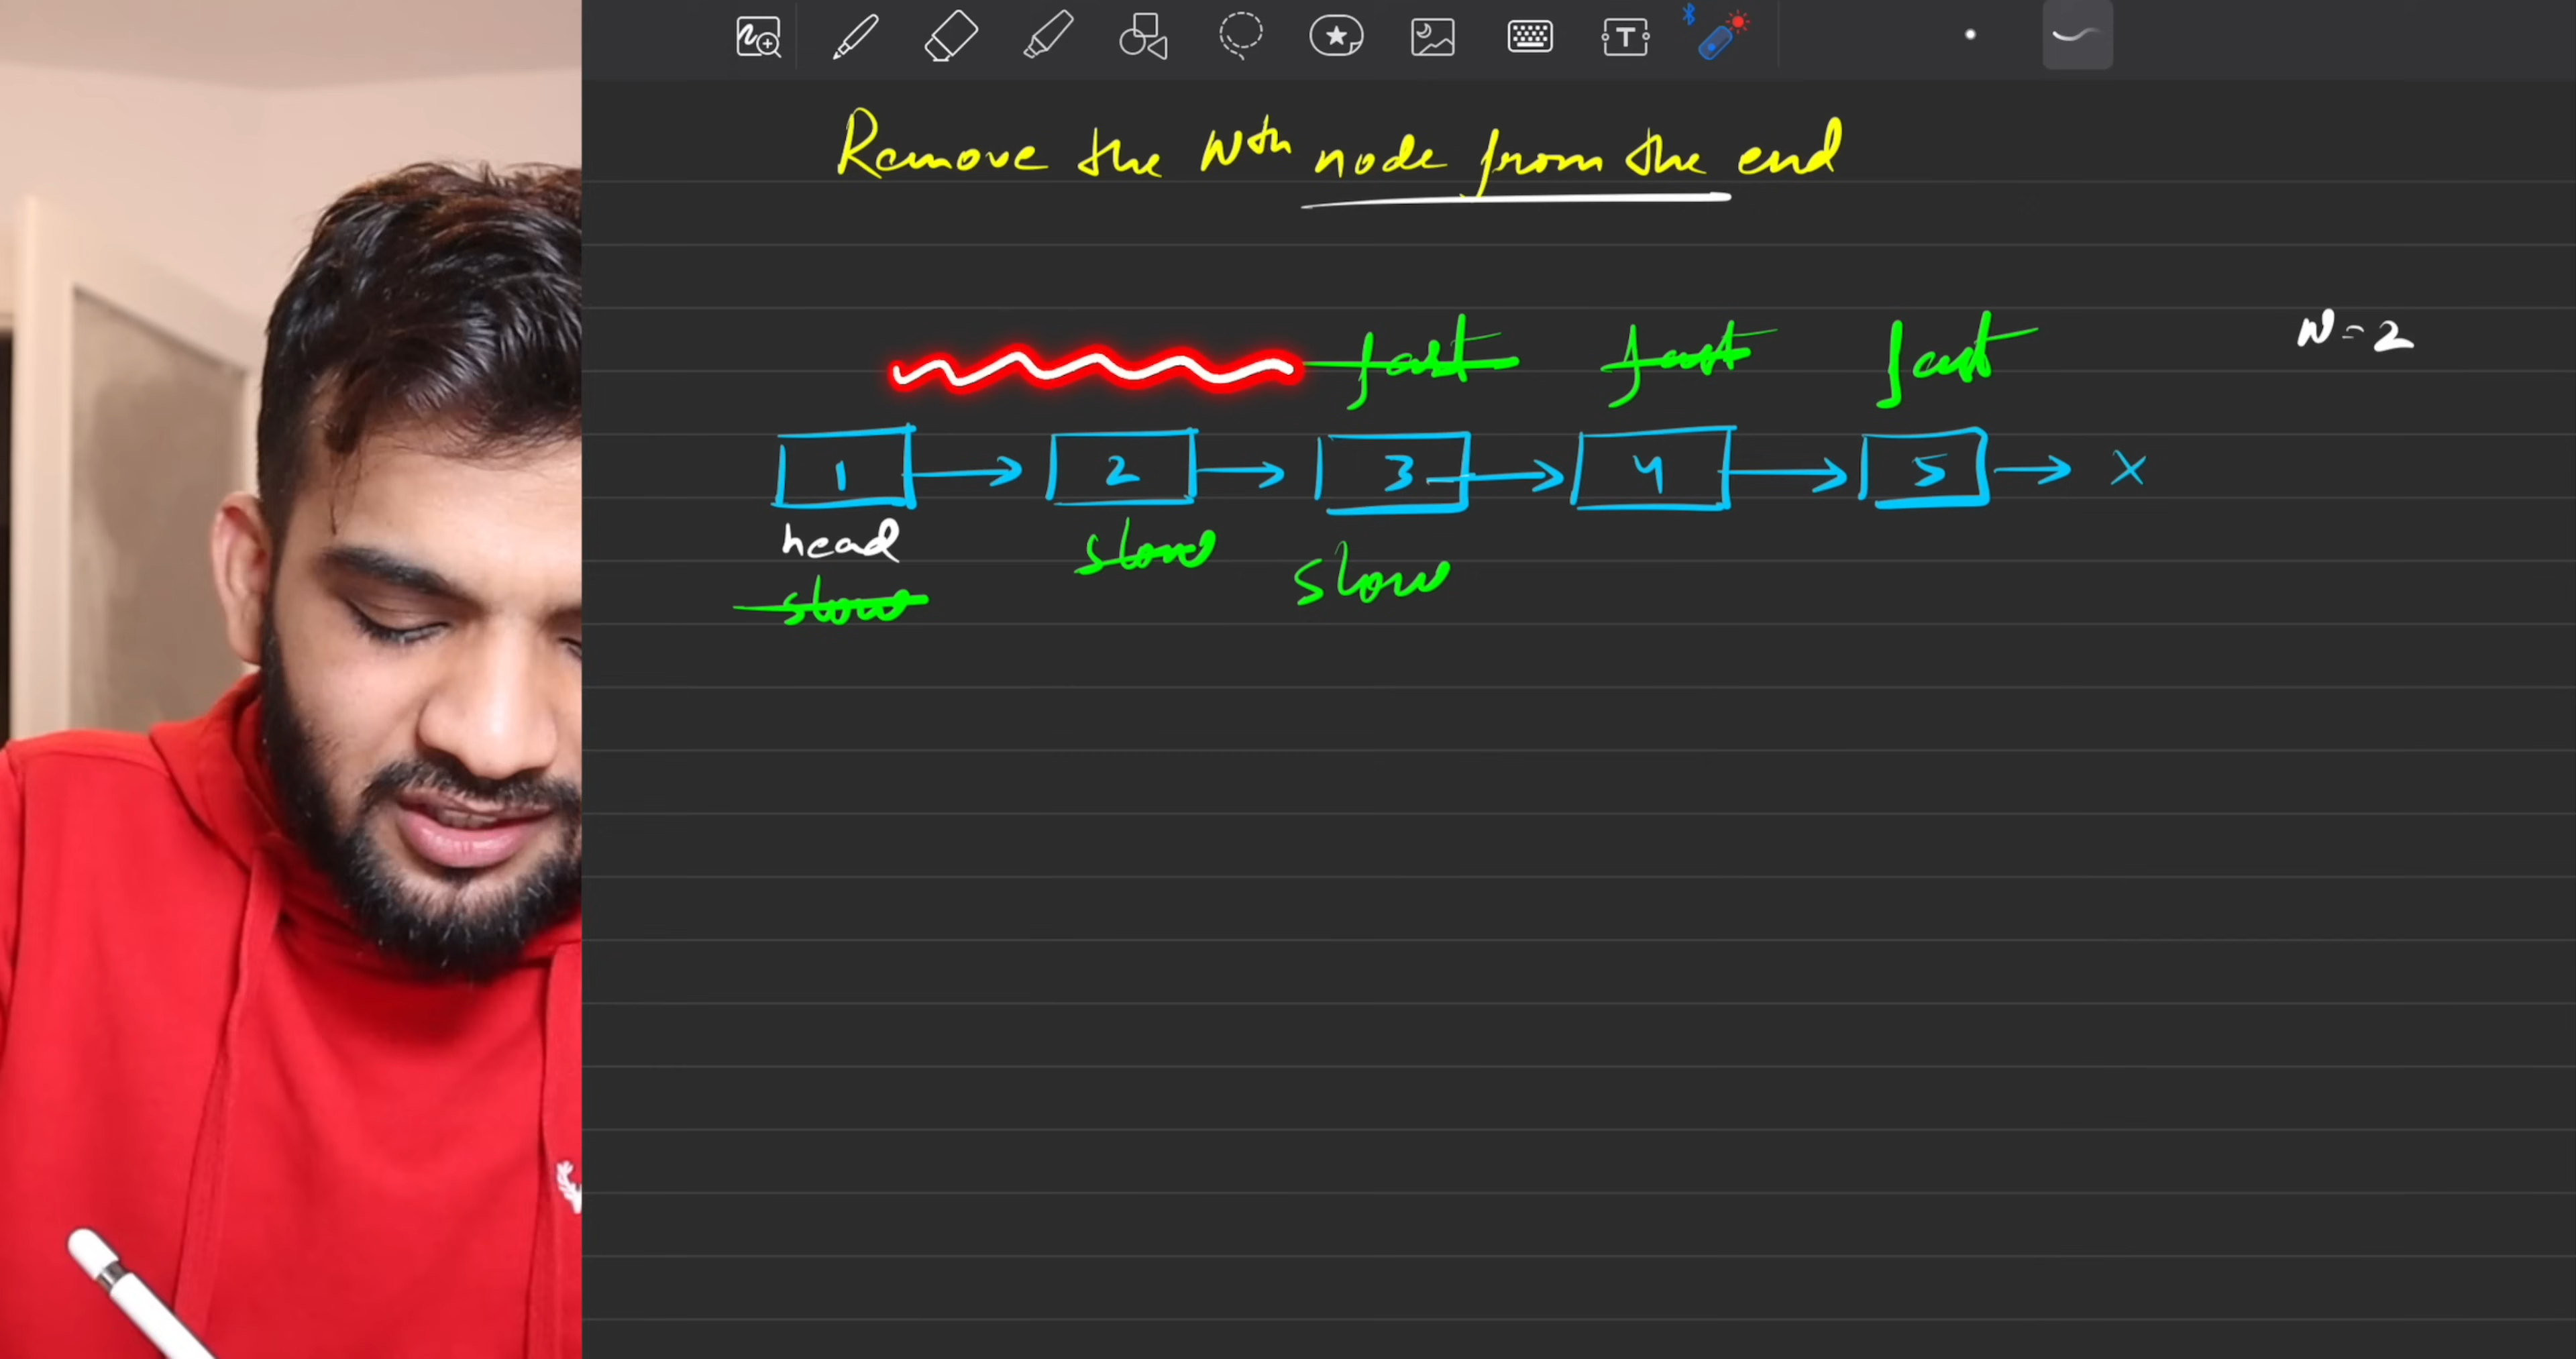 Remove the Nth node from the end
N=2
fast fast fast
1 → 2 → 3 → 4 → 5 → X
head slow slow
slow